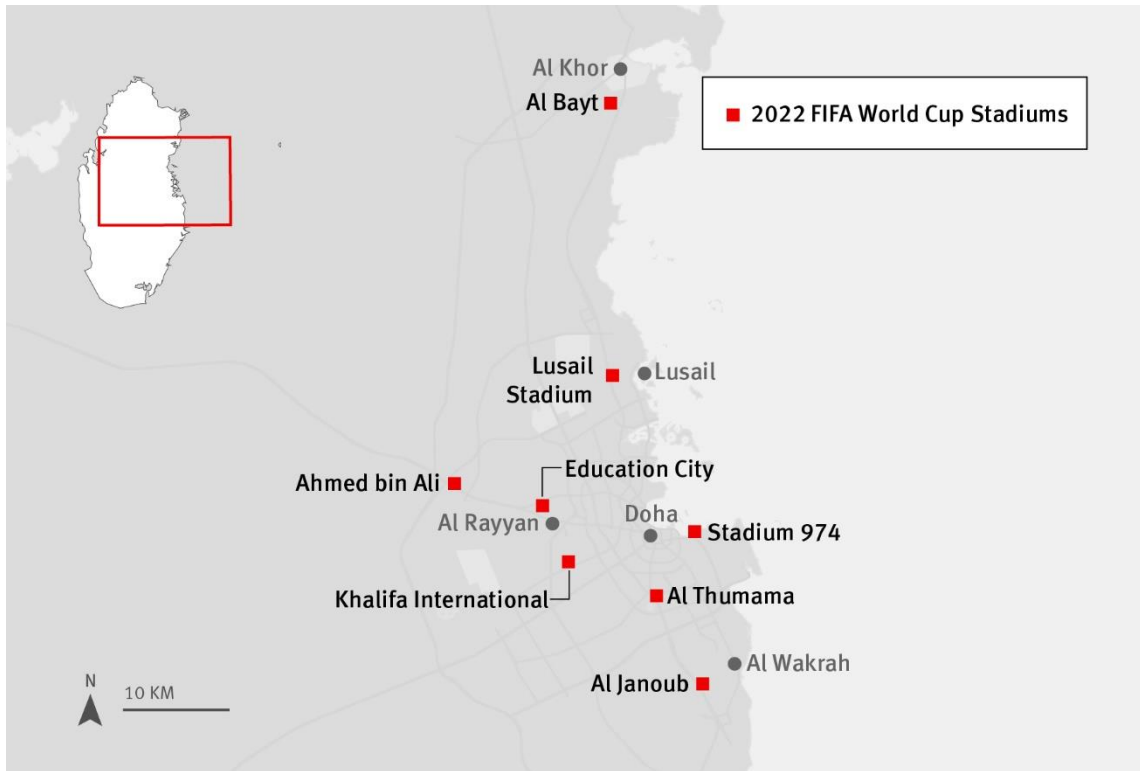 Al Khor
Al Bayt
2022 FIFA World Cup Stadiums
Lusail
Stadium
Lusail
Education City
Ahmed bin Ali
Al Rayyan
Doha
Stadium 974
Khalifa International
Al Thumama
Al Wakrah
Al Janoub
N
10 KM